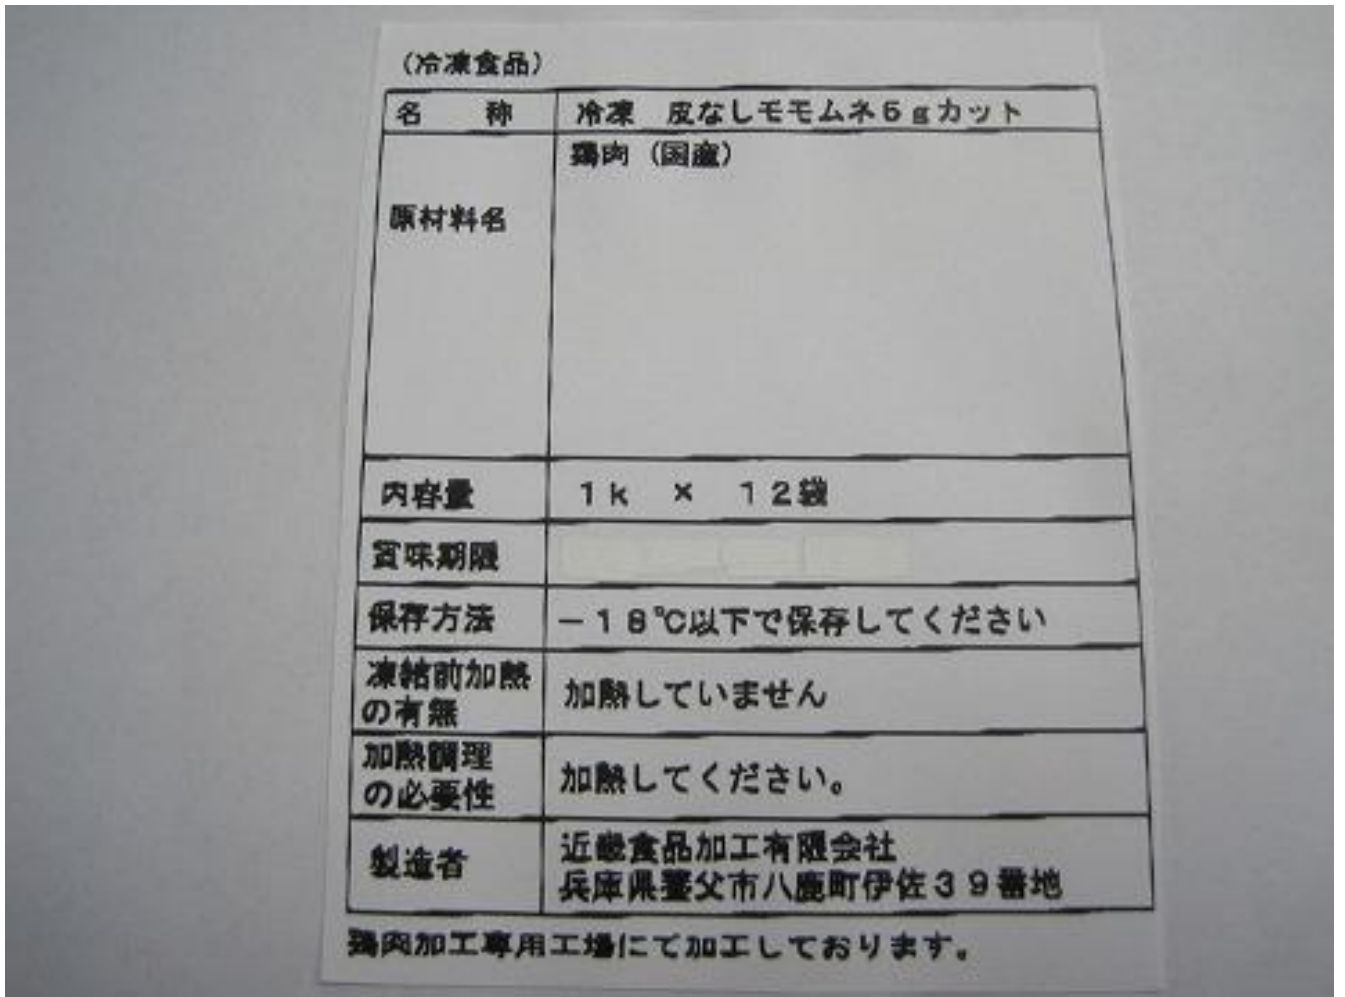 (冷凍食品)
名 称 冷凍 皮なしモモムネ5gカット
原材料名 鶏肉(国産)
内容量 1k × 12袋
賞味期限
保存方法 -18℃以下で保存してください
凍結前加熱の有無 加熱していません
加熱調理の必要性 加熱してください。
製造者 近畿食品加工有限会社
兵庫県養父市八鹿町伊佐39番地
鶏肉加工専用工場にて加工しております。